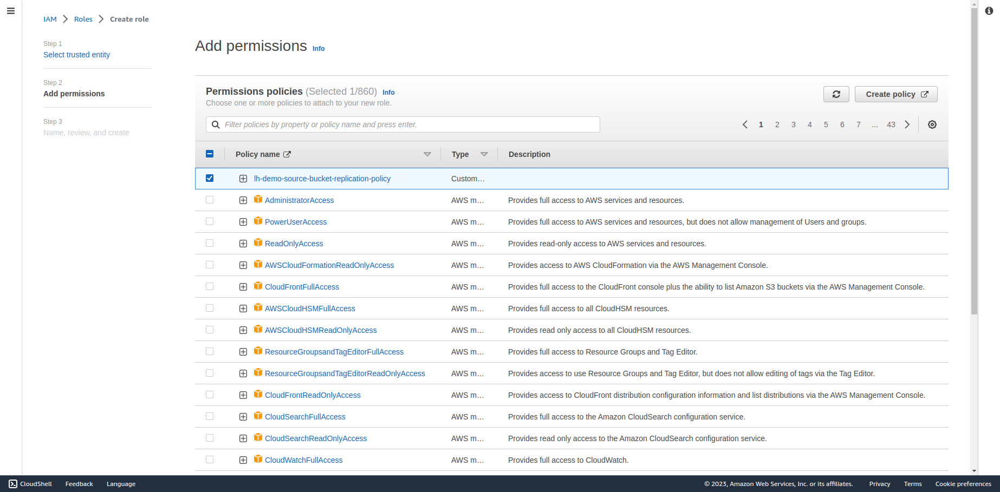 IAM > Roles > Create role
Step 1
Select trusted entity
Step 2
Add permissions
Step 3
Name, review, and create
Add permissions Info
Permissions policies (Selected 1/860) Info
Choose one or more policies to attach to your new role.
Create policy
Filter policies by property or policy name and press enter.
1 2 3 4 5 6 7 ... 43
Policy name Type Description
lh-demo-source-bucket-replication-policy Custom…
AdministratorAccess AWS m… Provides full access to AWS services and resources.
PowerUserAccess AWS m… Provides full access to AWS services and resources, but does not allow management of Users and groups.
ReadOnlyAccess AWS m… Provides read-only access to AWS services and resources.
AWSCloudFormationReadOnlyAccess AWS m… Provides access to AWS CloudFormation via the AWS Management Console.
CloudFrontFullAccess AWS m… Provides full access to the CloudFront console plus the ability to list Amazon S3 buckets via the AWS Management Console.
AWSCloudHSMFullAccess AWS m… Provides full access to all CloudHSM resources.
AWSCloudHSMReadOnlyAccess AWS m… Provides read only access to all CloudHSM resources.
ResourceGroupsandTagEditorFullAccess AWS m… Provides full access to Resource Groups and Tag Editor.
ResourceGroupsandTagEditorReadOnlyAccess AWS m… Provides access to use Resource Groups and Tag Editor, but does not allow editing of tags via the Tag Editor.
CloudFrontReadOnlyAccess AWS m… Provides access to CloudFront distribution configuration information and list distributions via the AWS Management Console.
CloudSearchFullAccess AWS m… Provides full access to the Amazon CloudSearch configuration service.
CloudSearchReadOnlyAccess AWS m… Provides read only access to the Amazon CloudSearch configuration service.
CloudWatchFullAccess AWS m… Provides full access to CloudWatch.
CloudShell Feedback Language © 2023, Amazon Web Services, Inc. or its affiliates. Privacy Terms Cookie preferences